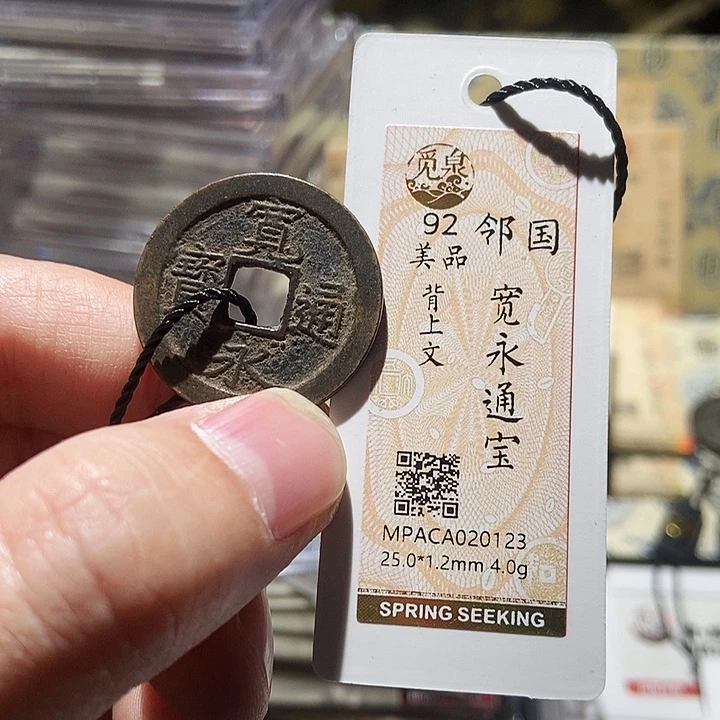 寛
永
通
寳
觅泉
92
美品
背上文
邻国
宽永通宝
MPACA020123
25.0*1.2mm 4.0g
SPRING SEEKING